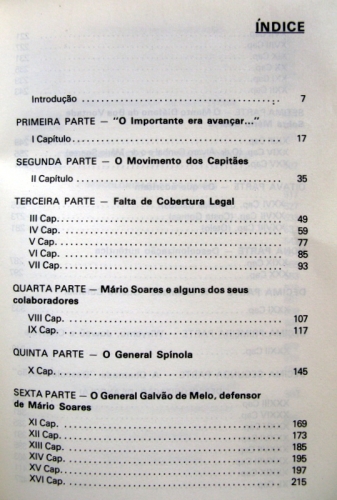 ÍNDICE
Introdução ........ 7
PRIMEIRA PARTE — "O Importante era avançar..."
I Capítulo ........ 17
SEGUNDA PARTE — O Movimento dos Capitães
II Capítulo ........ 35
TERCEIRA PARTE — Falta de Cobertura Legal
III Cap. ........ 49
IV Cap. ........ 59
V Cap. ........ 77
VI Cap. ........ 85
VII Cap. ........ 93
QUARTA PARTE — Mário Soares e alguns dos seus
colaboradores
VIII Cap. ........ 107
IX Cap. ........ 117
QUINTA PARTE — O General Spínola
X Cap. ........ 145
SEXTA PARTE — O General Galvão de Melo, defensor
de Mário Soares
XI Cap. ........ 169
XII Cap. ........ 173
XIII Cap. ........ 185
XIV Cap. ........ 195
XV Cap. ........ 197
XVI Cap. ........ 215